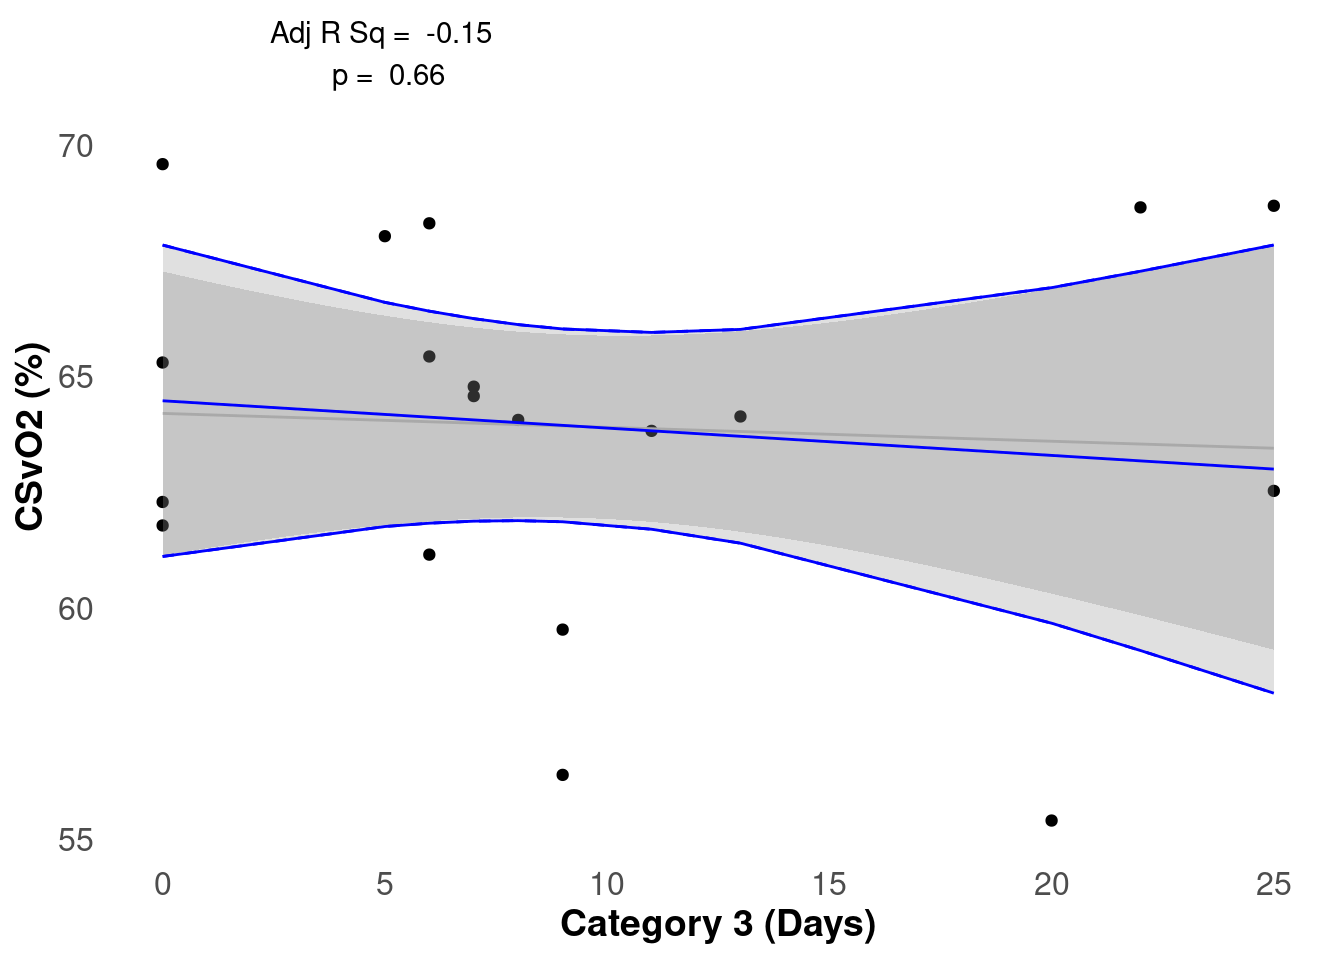 Adj R Sq =  -0.15
p =  0.66
70
65
60
55
CSvO2 (%)
0 5 10 15 20 25
Category 3 (Days)